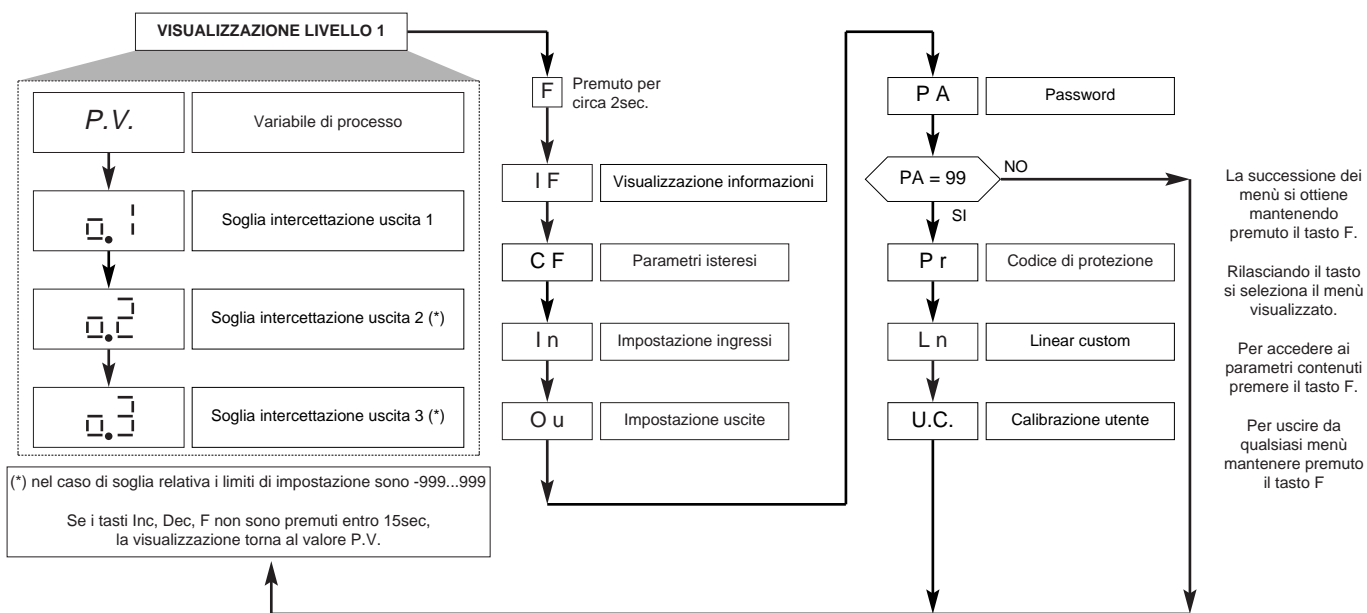 VISUALIZZAZIONE LIVELLO 1
P.V.
Variabile di processo
o.1
Soglia intercettazione uscita 1
o.2
Soglia intercettazione uscita 2 (*)
o.3
Soglia intercettazione uscita 3 (*)
(*) nel caso di soglia relativa i limiti di impostazione sono -999...999
Se i tasti Inc, Dec, F non sono premuti entro 15sec,
la visualizzazione torna al valore P.V.
F
Premuto per
circa 2sec.
I F
Visualizzazione informazioni
C F
Parametri isteresi
I n
Impostazione ingressi
O u
Impostazione uscite
P A
Password
PA = 99
NO
SI
P r
Codice di protezione
L n
Linear custom
U.C.
Calibrazione utente
La successione dei
menù si ottiene
mantenendo
premuto il tasto F.
Rilasciando il tasto
si seleziona il menù
visualizzato.
Per accedere ai
parametri contenuti
premere il tasto F.
Per uscire da
qualsiasi menù
mantenere premuto
il tasto F